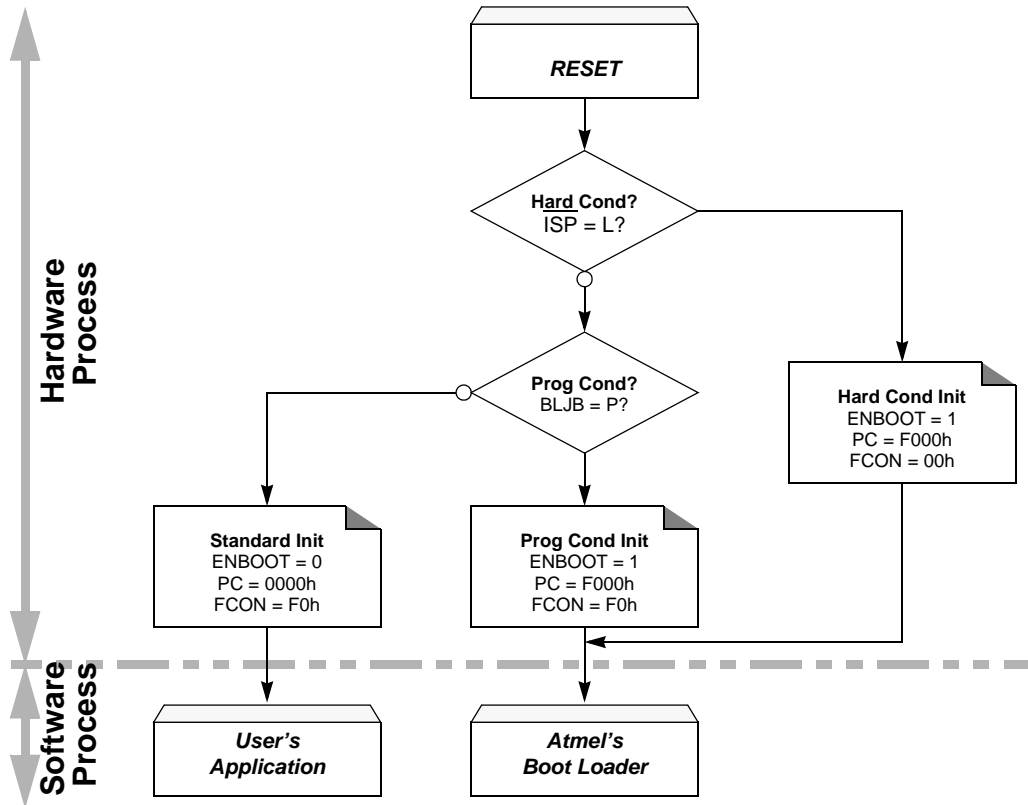 RESET
Hard Cond?
ISP = L?
Prog Cond?
BLJB = P?
Hard Cond Init
ENBOOT = 1
PC = F000h
FCON = 00h
Standard Init
ENBOOT = 0
PC = 0000h
FCON = F0h
Prog Cond Init
ENBOOT = 1
PC = F000h
FCON = F0h
User's
Application
Atmel's
Boot Loader
Hardware
Process
Software
Process